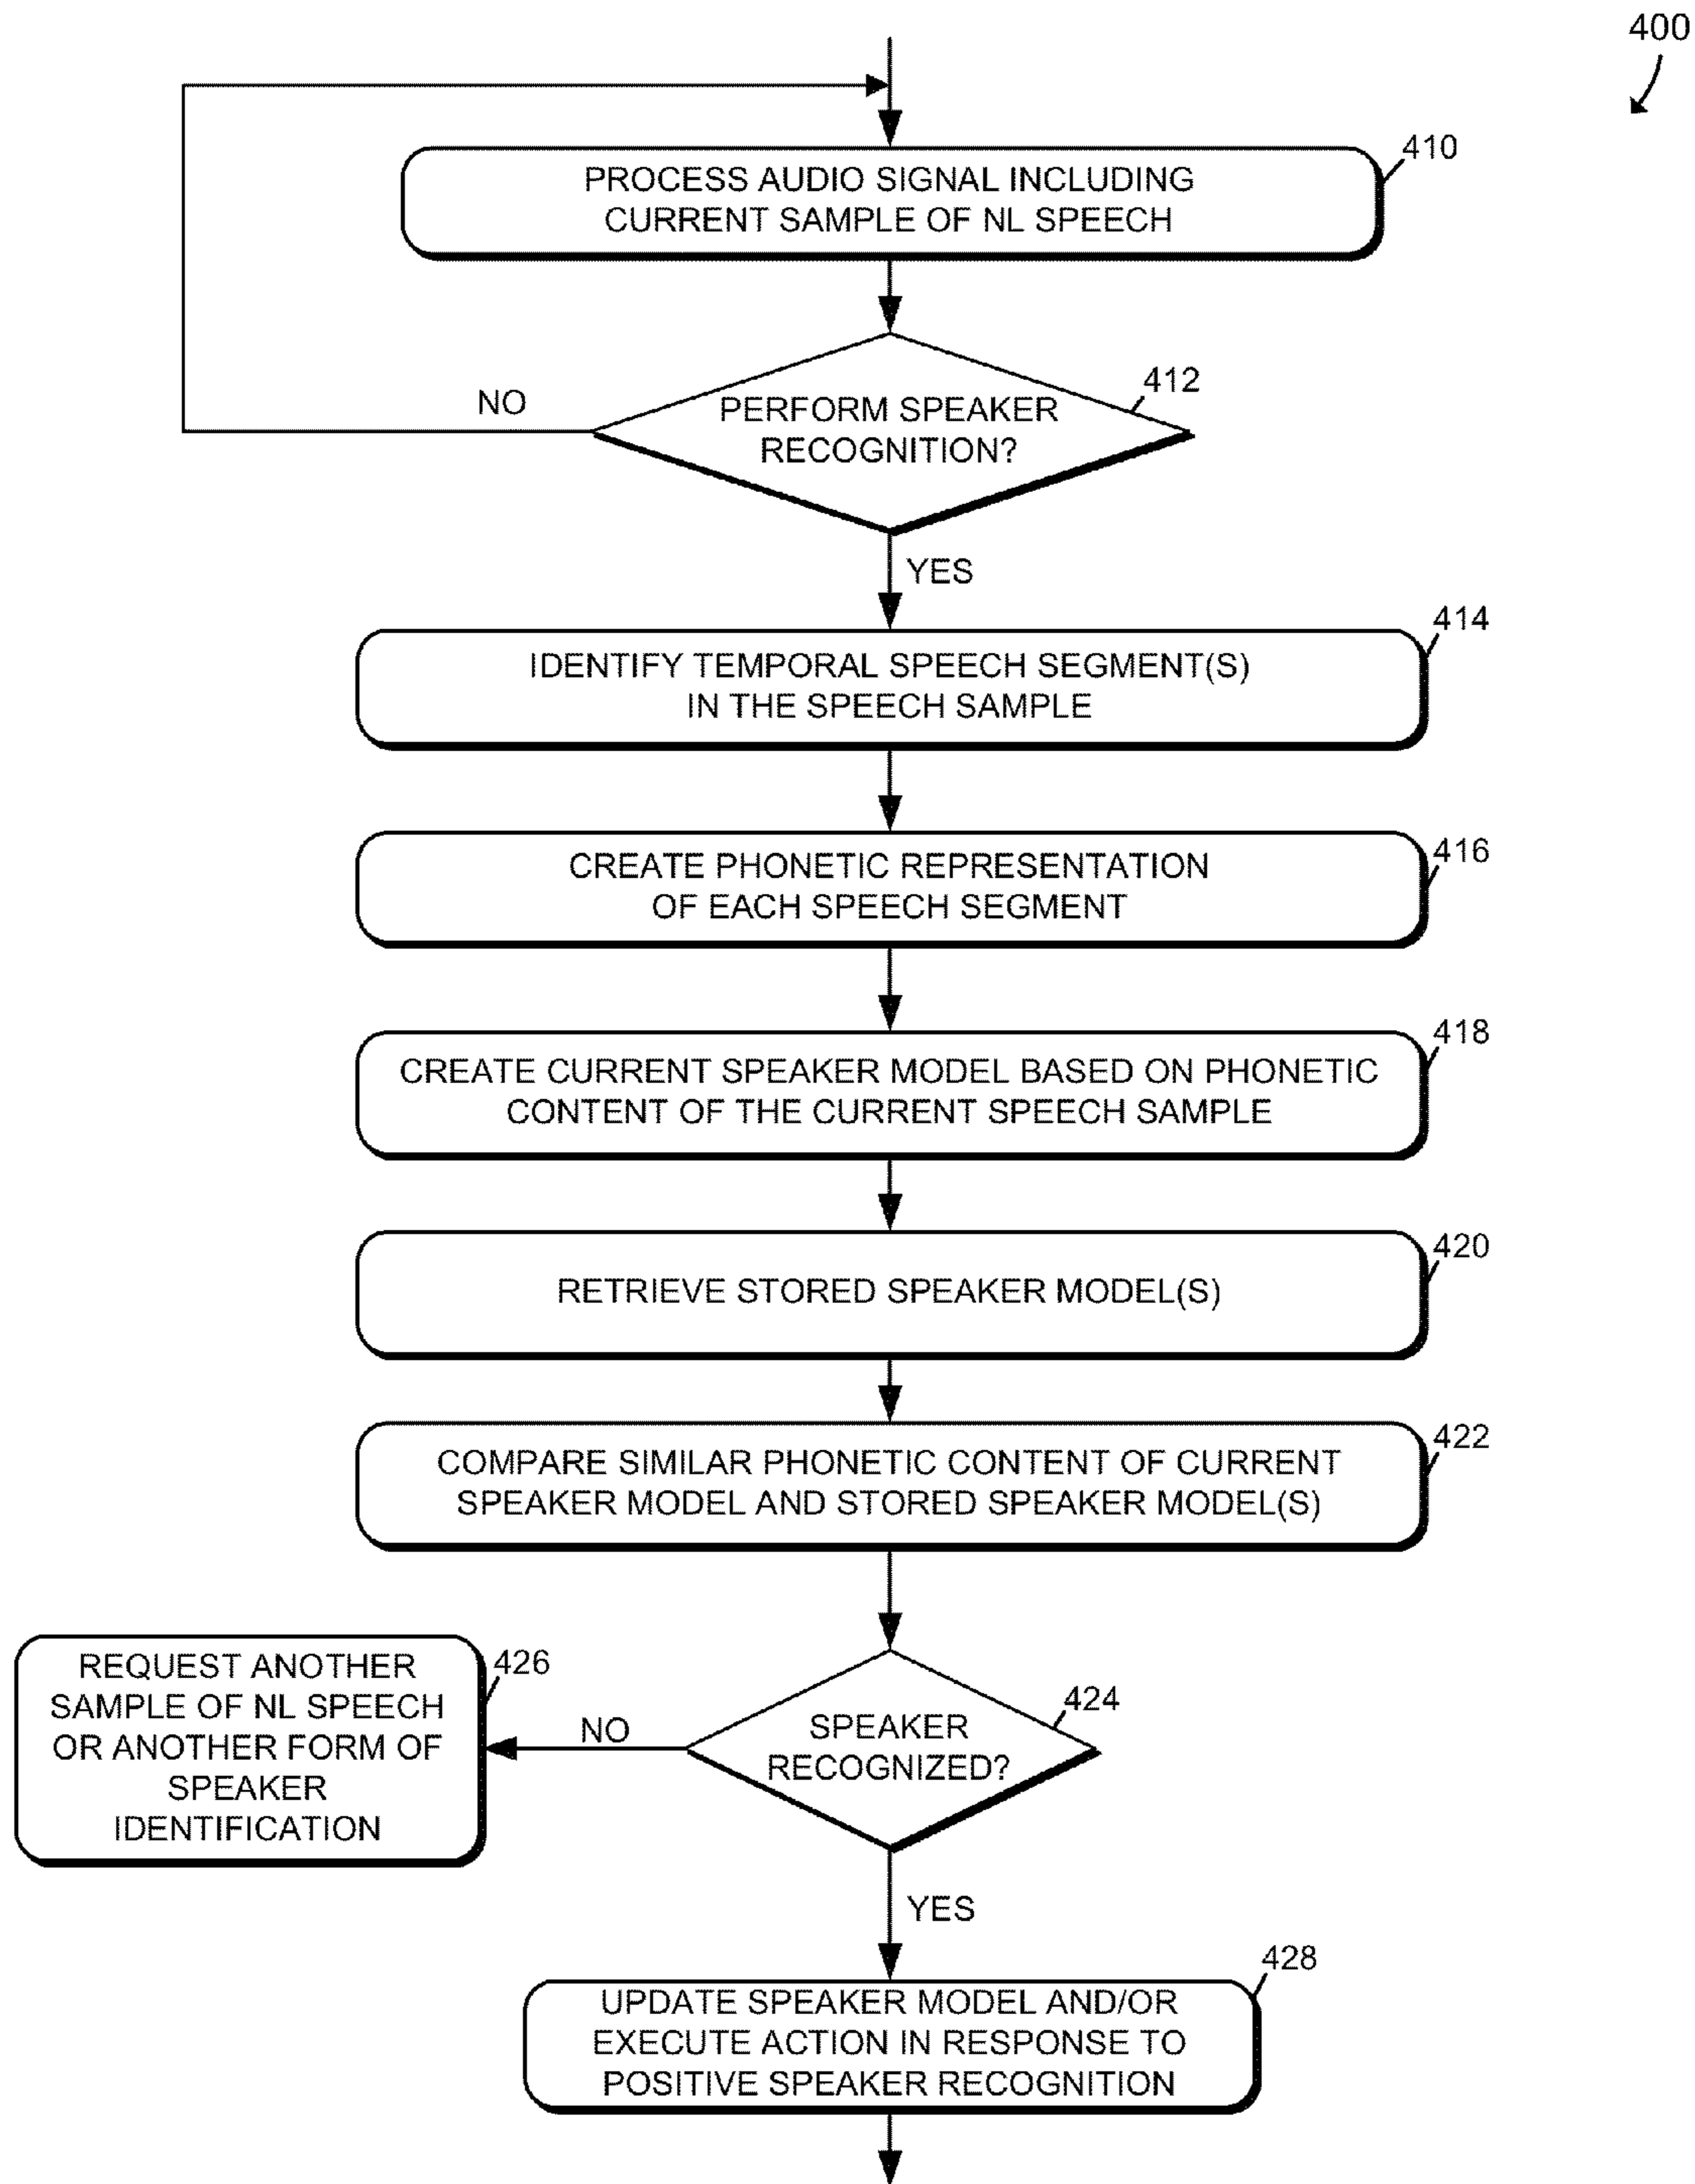 400
PROCESS AUDIO SIGNAL INCLUDING
CURRENT SAMPLE OF NL SPEECH
410
PERFORM SPEAKER
RECOGNITION?
412
NO
YES
IDENTIFY TEMPORAL SPEECH SEGMENT(S)
IN THE SPEECH SAMPLE
414
CREATE PHONETIC REPRESENTATION
OF EACH SPEECH SEGMENT
416
CREATE CURRENT SPEAKER MODEL BASED ON PHONETIC
CONTENT OF THE CURRENT SPEECH SAMPLE
418
RETRIEVE STORED SPEAKER MODEL(S)
420
COMPARE SIMILAR PHONETIC CONTENT OF CURRENT
SPEAKER MODEL AND STORED SPEAKER MODEL(S)
422
SPEAKER
RECOGNIZED?
424
NO
REQUEST ANOTHER
SAMPLE OF NL SPEECH
OR ANOTHER FORM OF
SPEAKER
IDENTIFICATION
426
YES
UPDATE SPEAKER MODEL AND/OR
EXECUTE ACTION IN RESPONSE TO
POSITIVE SPEAKER RECOGNITION
428